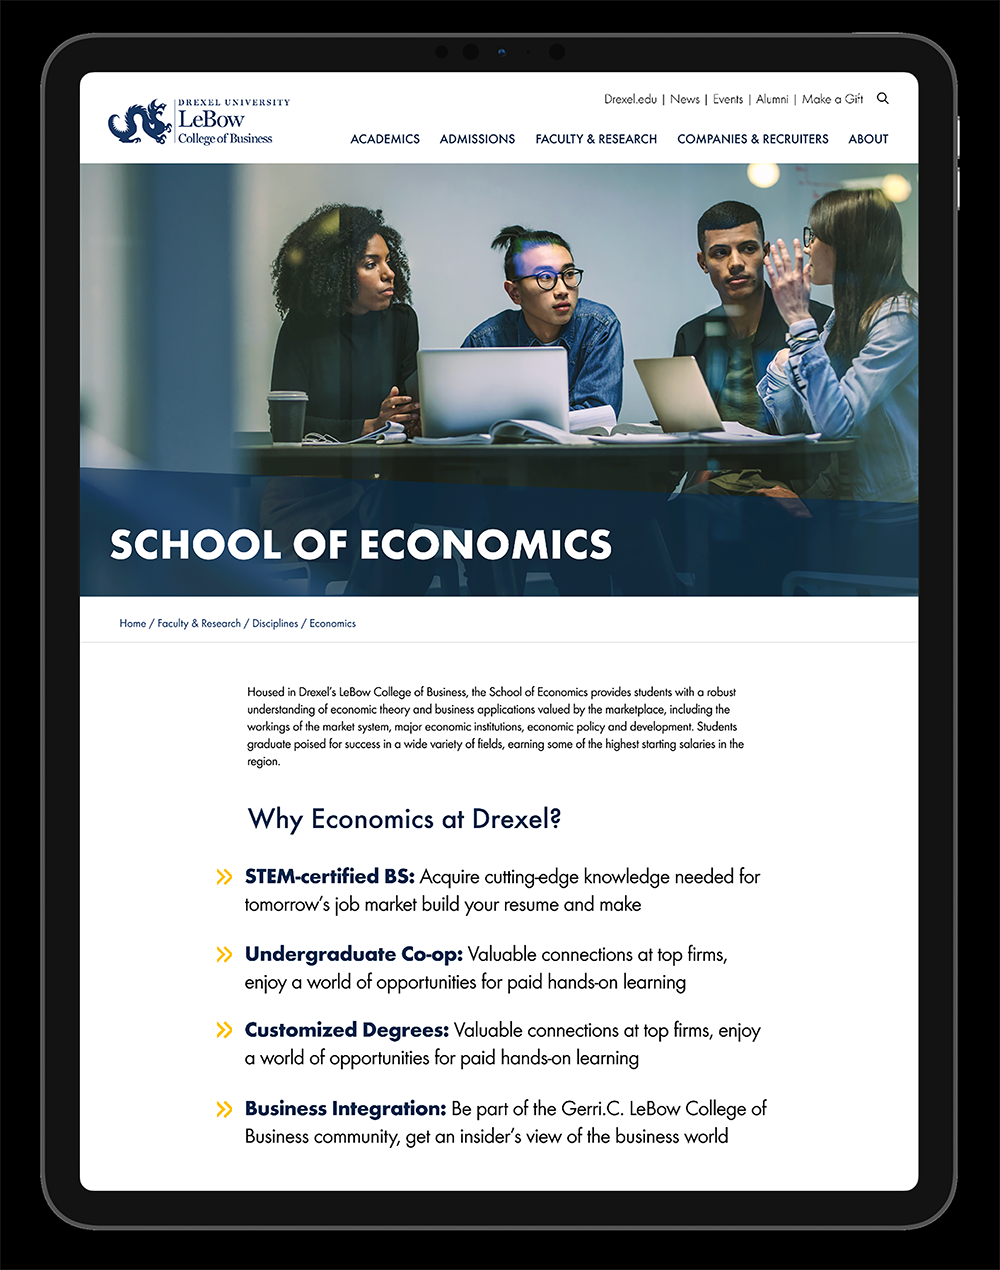 DREXEL UNIVERSITY
LeBow
College of Business
Drexel.edu | News | Events | Alumni | Make a Gift
ACADEMICS ADMISSIONS FACULTY & RESEARCH COMPANIES & RECRUITERS ABOUT
SCHOOL OF ECONOMICS
Home / Faculty & Research / Disciplines / Economics
Housed in Drexel's LeBow College of Business, the School of Economics provides students with a robust
understanding of economic theory and business applications valued by the marketplace, including the
workings of the market system, major economic institutions, economic policy and development. Students
graduate poised for success in a wide variety of fields, earning some of the highest starting salaries in the
region.
Why Economics at Drexel?
STEM-certified BS: Acquire cutting-edge knowledge needed for
tomorrow's job market build your resume and make
Undergraduate Co-op: Valuable connections at top firms,
enjoy a world of opportunities for paid hands-on learning
Customized Degrees: Valuable connections at top firms, enjoy
a world of opportunities for paid hands-on learning
Business Integration: Be part of the Gerri.C. LeBow College of
Business community, get an insider's view of the business world